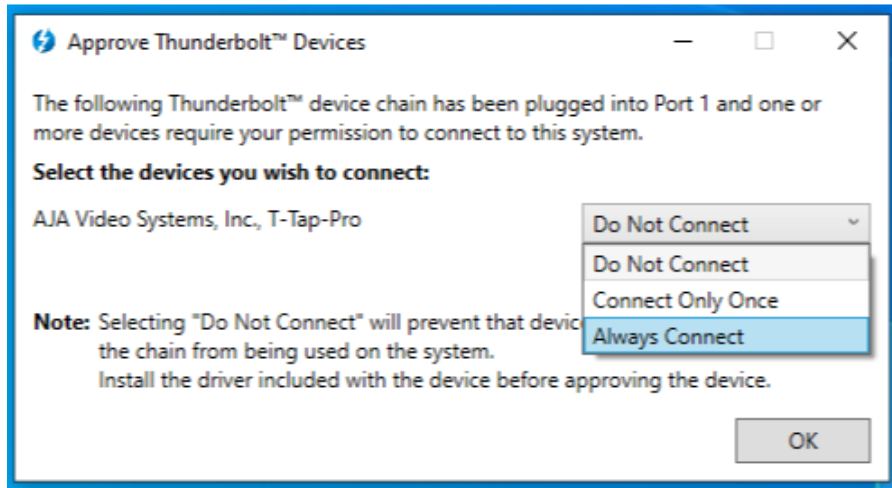 Approve Thunderbolt™ Devices
The following Thunderbolt™ device chain has been plugged into Port 1 and one or
more devices require your permission to connect to this system.
Select the devices you wish to connect:
AJA Video Systems, Inc., T-Tap-Pro
Do Not Connect
Do Not Connect
Connect Only Once
Always Connect
Note: Selecting "Do Not Connect" will prevent that
the chain from being used on the system.
Install the driver included with the device before approving the device.
OK